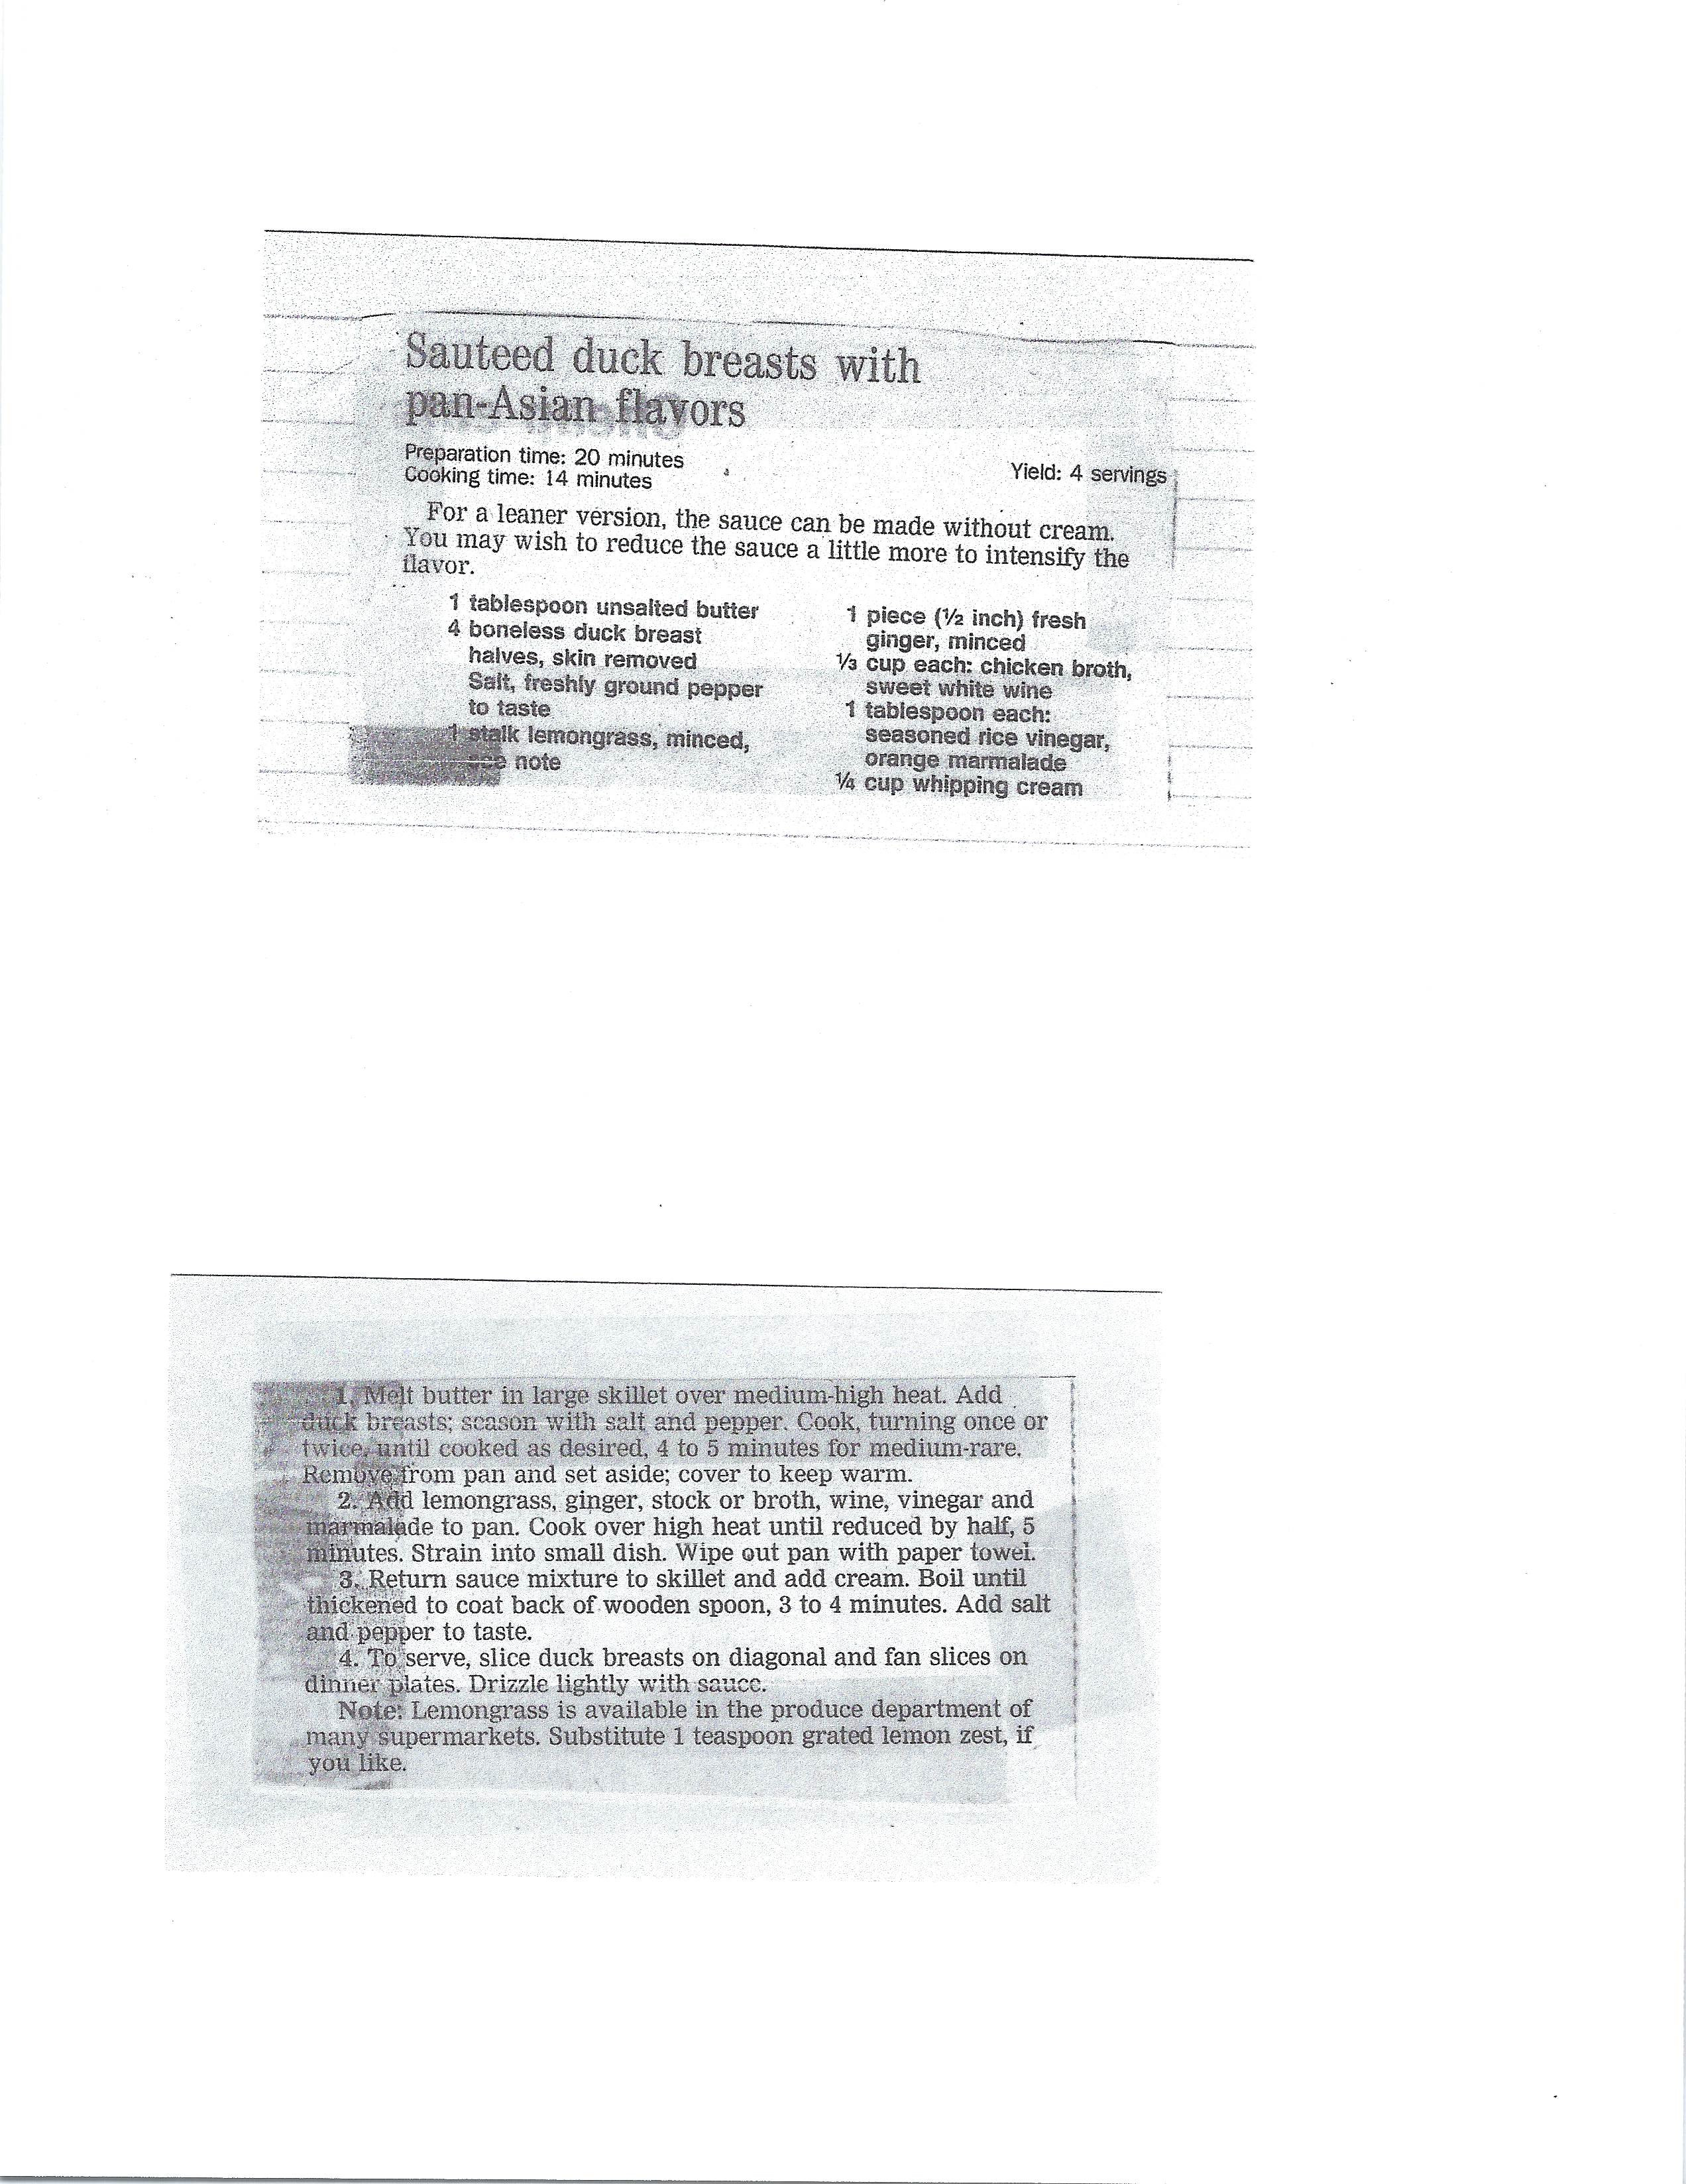 Sauteed duck breasts with
pan-Asian flavors
Preparation time: 20 minutes
Cooking time: 14 minutes
Yield: 4 servings
For a leaner version, the sauce can be made without cream.
You may wish to reduce the sauce a little more to intensify the
flavor.
1 tablespoon unsalted butter
4 boneless duck breast
halves, skin removed
Salt, freshly ground pepper
to taste
1 stalk lemongrass, minced,
see note
1 piece (½ inch) fresh
ginger, minced
⅓ cup each: chicken broth,
sweet white wine
1 tablespoon each:
seasoned rice vinegar,
orange marmalade
¼ cup whipping cream
1. Melt butter in large skillet over medium-high heat. Add
duck breasts; season with salt and pepper. Cook, turning once or
twice, until cooked as desired, 4 to 5 minutes for medium-rare.
Remove from pan and set aside; cover to keep warm.
2. Add lemongrass, ginger, stock or broth, wine, vinegar and
marmalade to pan. Cook over high heat until reduced by half, 5
minutes. Strain into small dish. Wipe out pan with paper towel.
3. Return sauce mixture to skillet and add cream. Boil until
thickened to coat back of wooden spoon, 3 to 4 minutes. Add salt
and pepper to taste.
4. To serve, slice duck breasts on diagonal and fan slices on
dinner plates. Drizzle lightly with sauce.
Note: Lemongrass is available in the produce department of
many supermarkets. Substitute 1 teaspoon grated lemon zest, if
you like.